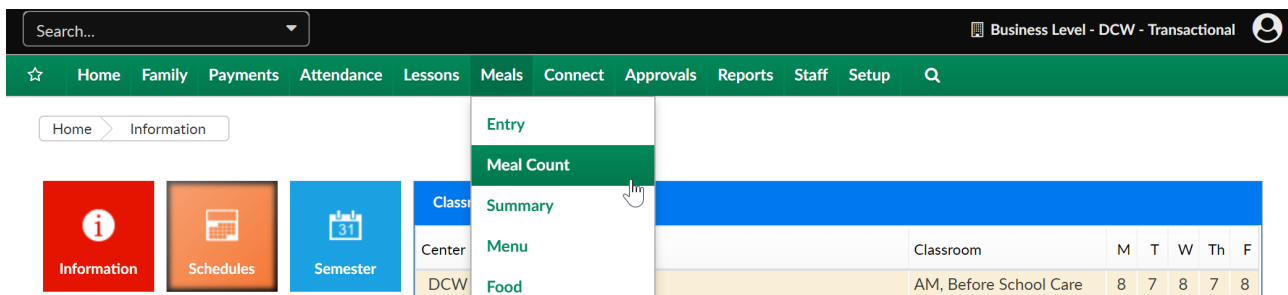 Search...
Business Level - DCW - Transactional
Home Family Payments Attendance Lessons Meals Connect Approvals Reports Staff Setup
Home Information
Entry
Meal Count
Summary
Menu
Food
Information
Schedules
31
Semester
Center Classroom M T W Th F
DCW AM, Before School Care 8 7 8 7 8